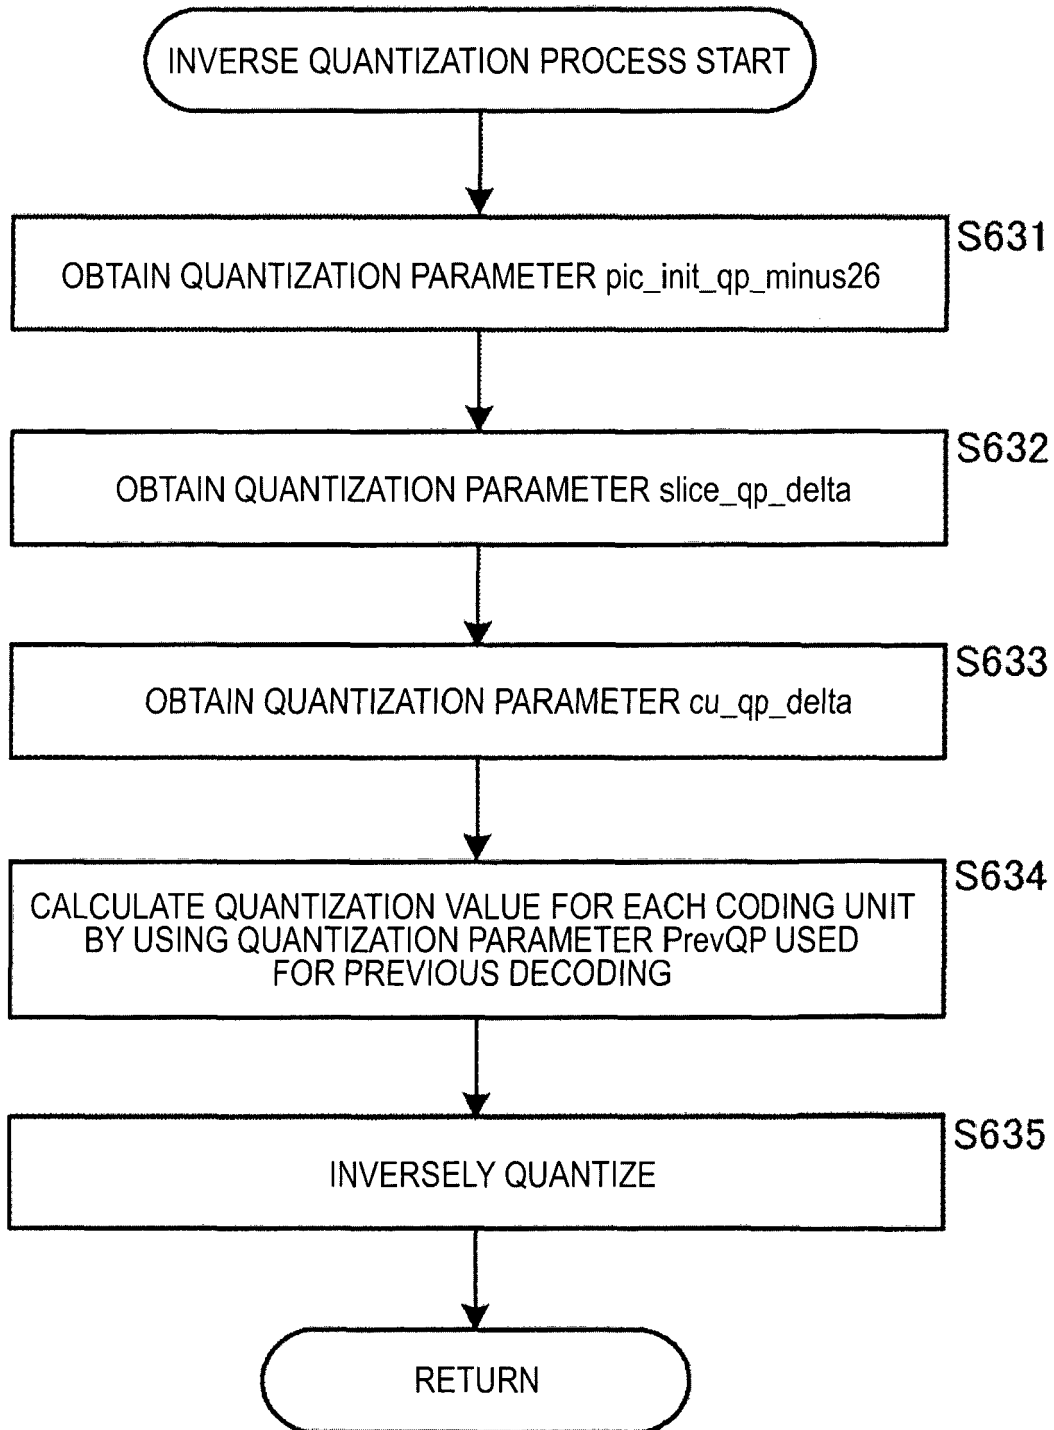 INVERSE QUANTIZATION PROCESS START
S631
OBTAIN QUANTIZATION PARAMETER pic_init_qp_minus26
S632
OBTAIN QUANTIZATION PARAMETER slice_qp_delta
S633
OBTAIN QUANTIZATION PARAMETER cu_qp_delta
S634
CALCULATE QUANTIZATION VALUE FOR EACH CODING UNIT
BY USING QUANTIZATION PARAMETER PrevQP USED
FOR PREVIOUS DECODING
S635
INVERSELY QUANTIZE
RETURN